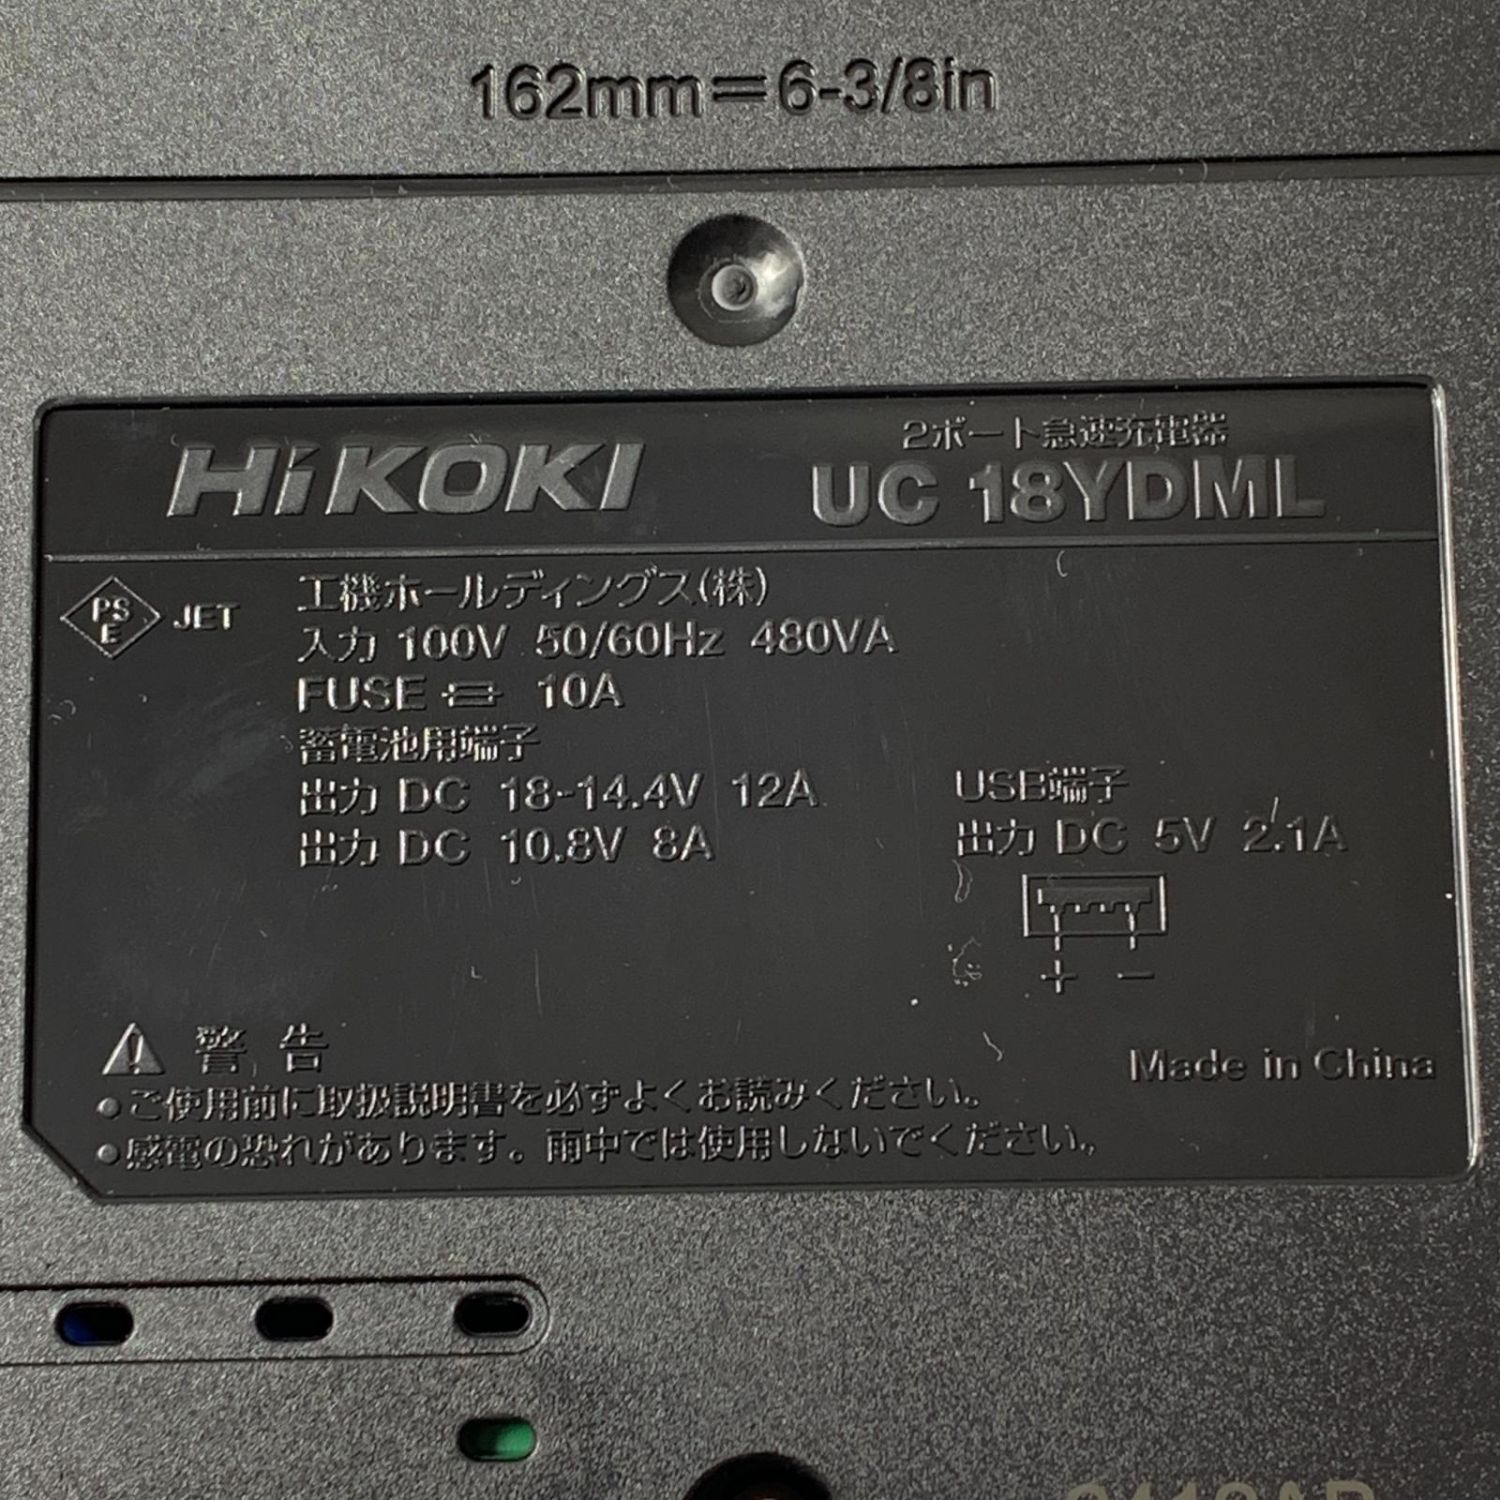 162mm=6-3/8in
HiKOKI
2ポート急速充電器
UC 18YDML
PS
E
JET
工機ホールディングス(株)
入力 100V 50/60Hz 480VA
FUSE 10A
蓄電池用端子
出力 DC 18-14.4V 12A
出力 DC 10.8V 8A
USB端子
出力 DC 5V 2.1A
+ −
Made in China
警告
●ご使用前に取扱説明書を必ずよくお読みください。
●感電の恐れがあります。雨中では使用しないでください。